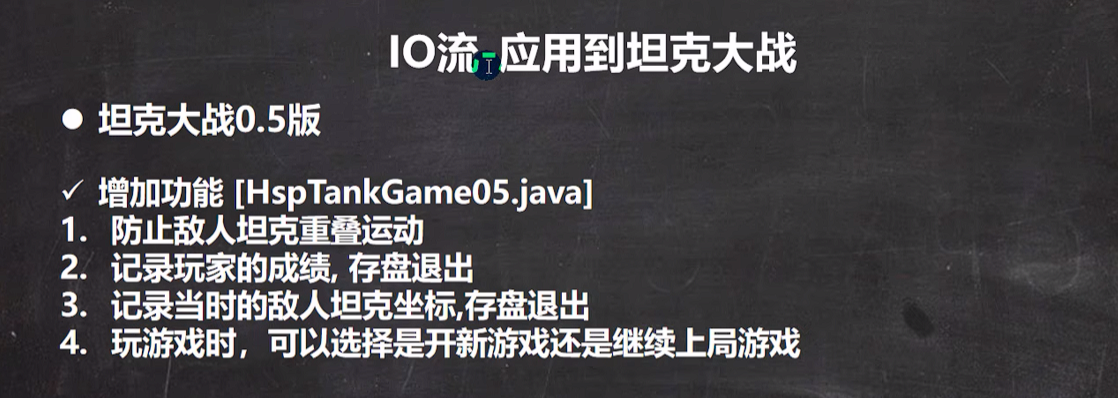 IO流-应用到坦克大战
● 坦克大战0.5版
✓ 增加功能 [HspTankGame05.java]
1. 防止敌人坦克重叠运动
2. 记录玩家的成绩, 存盘退出
3. 记录当时的敌人坦克坐标,存盘退出
4. 玩游戏时，可以选择是开新游戏还是继续上局游戏